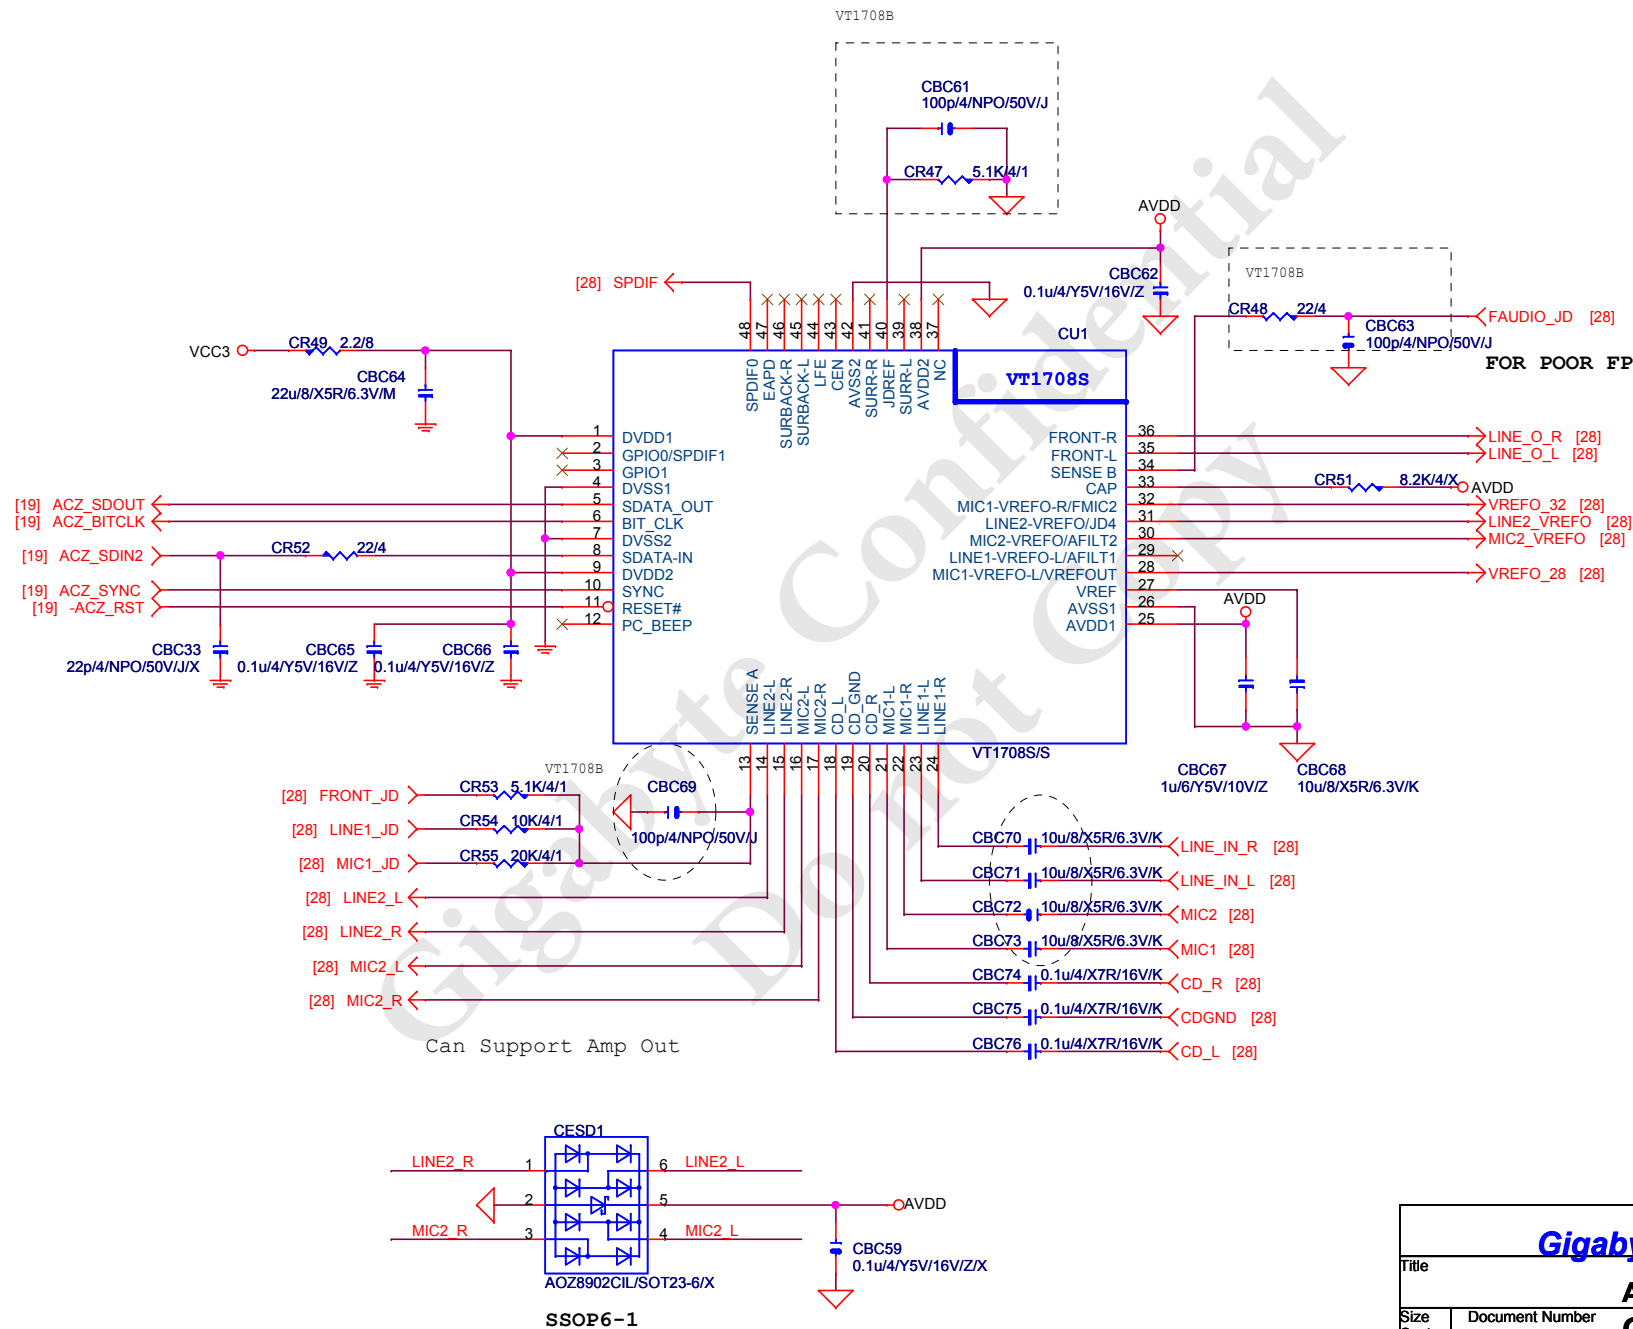 VT1708B
CBC61
100p/4/NPO/50V/J
CR47 5.1K/4/1
AVDD
VT1708B
[28] SPDIF
CBC62
0.1u/4/Y5V/16V/Z
CR48 22/4
FAUDIO_JD [28]
CBC63
100p/4/NPO/50V/J
FOR POOR FP
CU1
VT1708S
VCC3
CR49 2.2/8
CBC64
22u/8/X5R/6.3V/M
48 47 46 45 44 43 42 41 40 39 38 37
SPDIF0
EAPD
SURBACK-R
SURBACK-L
LFE
CEN
AVSS2
SURR-R
JDREF
SURR-L
AVDD2
NC
1 DVDD1
2 GPIO0/SPDIF1
3 GPIO1
4 DVSS1
5 SDATA_OUT
6 BIT_CLK
7 DVSS2
8 SDATA-IN
9 DVDD2
10 SYNC
11 RESET#
12 PC_BEEP
FRONT-R 36
FRONT-L 35
SENSE B 34
CAP 33
MIC1-VREFO-R/FMIC2 32
LINE2-VREFO/JD4 31
MIC2-VREFO/AFILT2 30
LINE1-VREFO-L/AFILT1 29
MIC1-VREFO-L/VREFOUT 28
VREF 27
AVSS1 26
AVDD1 25
LINE_O_R [28]
LINE_O_L [28]
CR51 8.2K/4/X AVDD
VREFO_32 [28]
LINE2_VREFO [28]
MIC2_VREFO [28]
VREFO_28 [28]
AVDD
[19] ACZ_SDOUT
[19] ACZ_BITCLK
[19] ACZ_SDIN2
CR52 22/4
[19] ACZ_SYNC
[19] -ACZ_RST
CBC33
22p/4/NPO/50V/J/X
CBC65
0.1u/4/Y5V/16V/Z
CBC66
0.1u/4/Y5V/16V/Z
SENSE A
LINE2-L
LINE2-R
MIC2-L
MIC2-R
CD_L
CD_GND
CD_R
MIC1-L
MIC1-R
LINE1-L
LINE1-R
13 14 15 16 17 18 19 20 21 22 23 24
VT1708S/S
CBC67
1u/6/Y5V/10V/Z
CBC68
10u/8/X5R/6.3V/K
VT1708B
[28] FRONT_JD CR53 5.1K/4/1
[28] LINE1_JD CR54 10K/4/1
[28] MIC1_JD CR55 20K/4/1
CBC69
100p/4/NPO/50V/J
[28] LINE2_L
[28] LINE2_R
[28] MIC2_L
[28] MIC2_R
CBC70 10u/8/X5R/6.3V/K LINE_IN_R [28]
CBC71 10u/8/X5R/6.3V/K LINE_IN_L [28]
CBC72 10u/8/X5R/6.3V/K MIC2 [28]
CBC73 10u/8/X5R/6.3V/K MIC1 [28]
CBC74 0.1u/4/X7R/16V/K CD_R [28]
CBC75 0.1u/4/X7R/16V/K CDGND [28]
CBC76 0.1u/4/X7R/16V/K CD_L [28]
Can Support Amp Out
CESD1
LINE2_R 1
6 LINE2_L
2
5 AVDD
MIC2_R 3
4 MIC2_L
CBC59
0.1u/4/Y5V/16V/Z/X
AOZ8902CIL/SOT23-6/X
SSOP6-1
Gigabyte Confidential
Do not Copy
Gigaby
Title
A
Size
Document Number